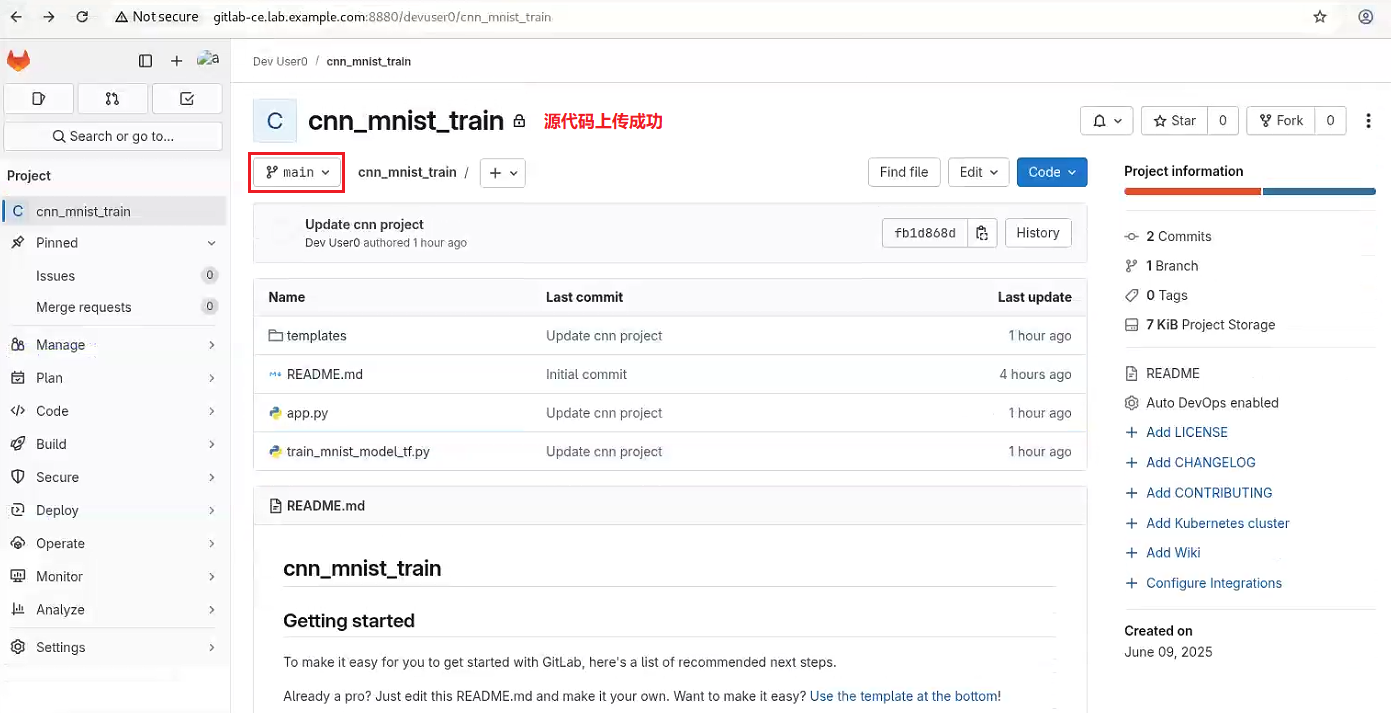 Not secure gitlab-ce.lab.example.com:8880/devuser0/cnn_mnist_train
a
Search or go to...
Project
C cnn_mnist_train
Pinned
Issues 0
Merge requests 0
Manage
Plan
Code
Build
Secure
Deploy
Operate
Monitor
Analyze
Settings
Dev User0 / cnn_mnist_train
C cnn_mnist_train 源代码上传成功
Star 0 Fork 0
main cnn_mnist_train / + Find file Edit Code
Update cnn project
Dev User0 authored 1 hour ago
fb1d868d History
Name Last commit Last update
templates Update cnn project 1 hour ago
README.md Initial commit 4 hours ago
app.py Update cnn project 1 hour ago
train_mnist_model_tf.py Update cnn project 1 hour ago
README.md
cnn_mnist_train
Getting started
To make it easy for you to get started with GitLab, here's a list of recommended next steps.
Already a pro? Just edit this README.md and make it your own. Want to make it easy? Use the template at the bottom!
Project information
2 Commits
1 Branch
0 Tags
7 KiB Project Storage
README
Auto DevOps enabled
+ Add LICENSE
+ Add CHANGELOG
+ Add CONTRIBUTING
+ Add Kubernetes cluster
+ Add Wiki
+ Configure Integrations
Created on
June 09, 2025